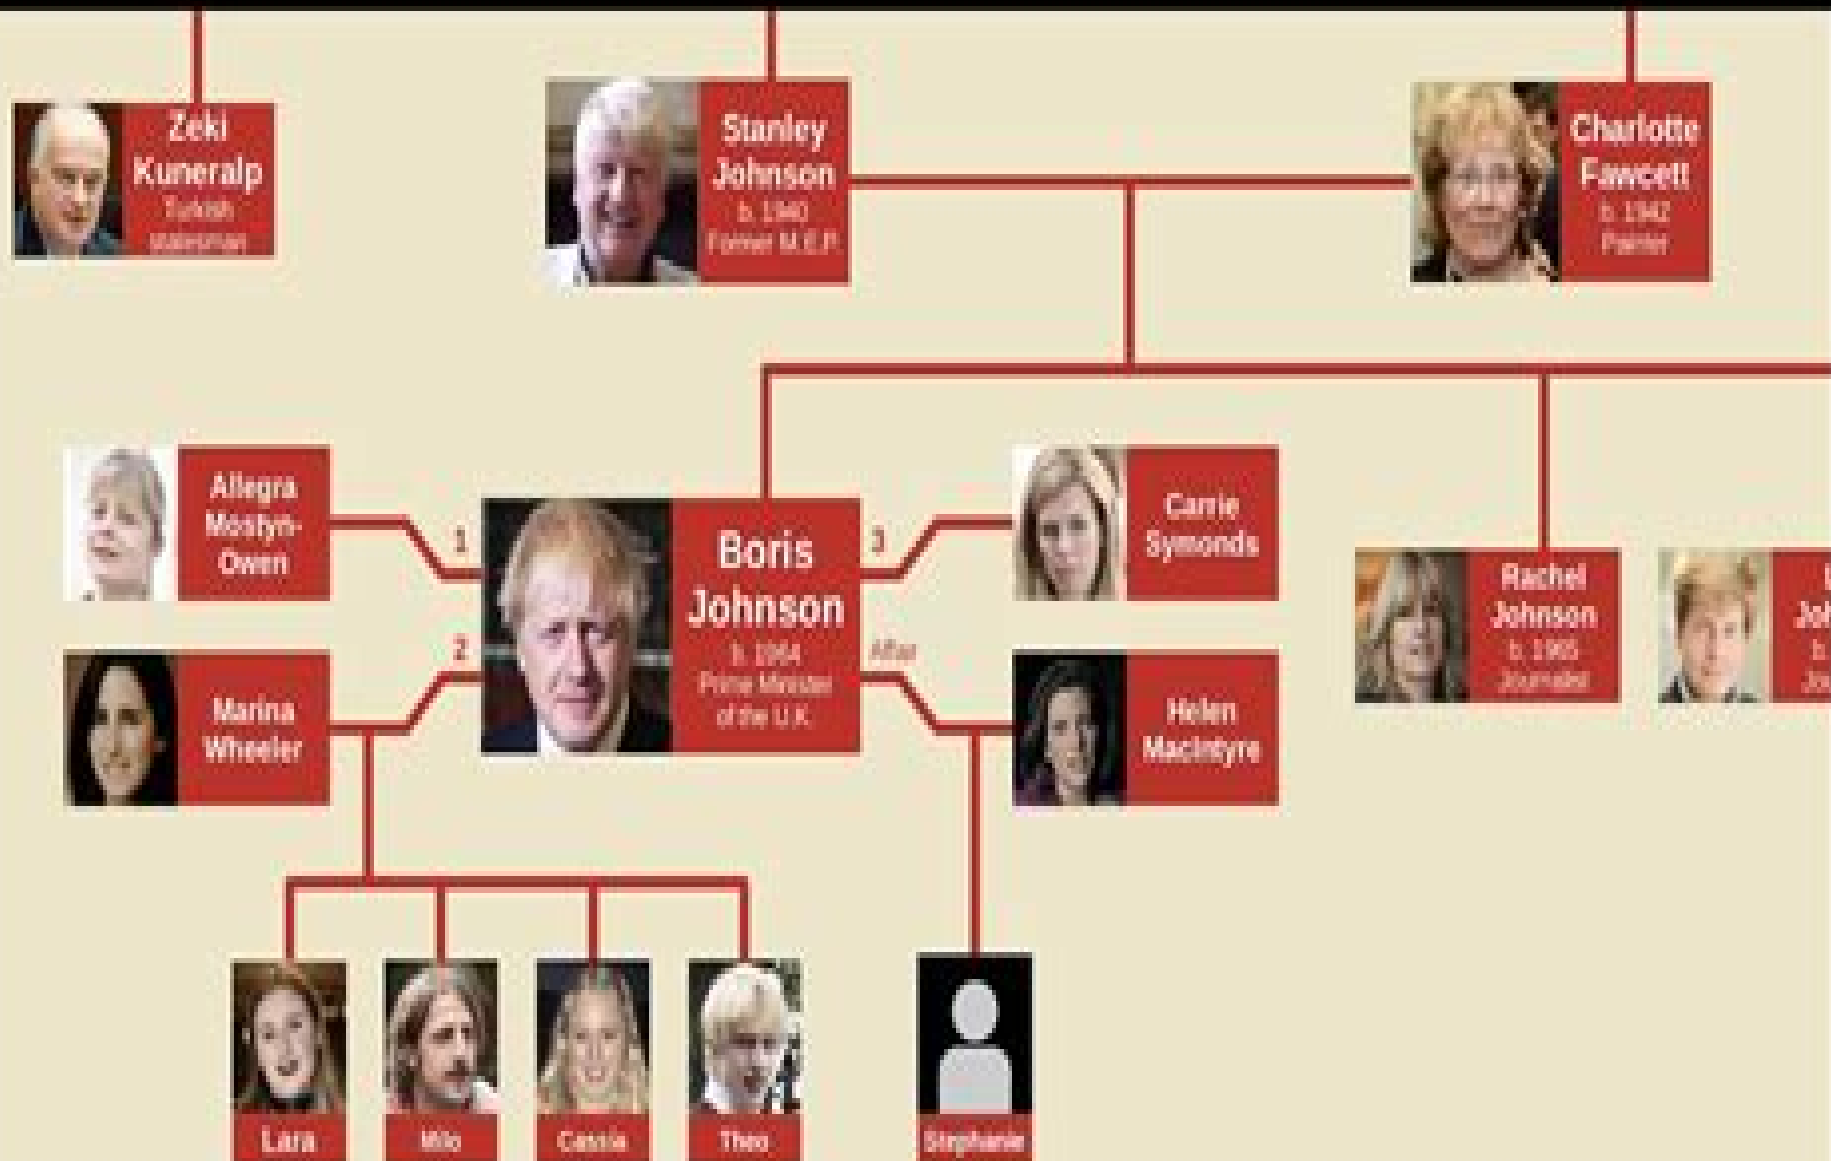 Zeki
Kuneralp
Turkish
statesman
Stanley
Johnson
b. 1940
Former M.E.P.
Charlotte
Fawcett
b. 1942
Painter
Allegra
Mostyn-
Owen
1
Boris
Johnson
b. 1964
Prime Minister
of the U.K.
3
Carrie
Symonds
Marina
Wheeler
2
Affair
Helen
MacIntyre
Rachel
Johnson
b. 1965
Journalist
Lara
Milo
Cassia
Theo
Stephanie